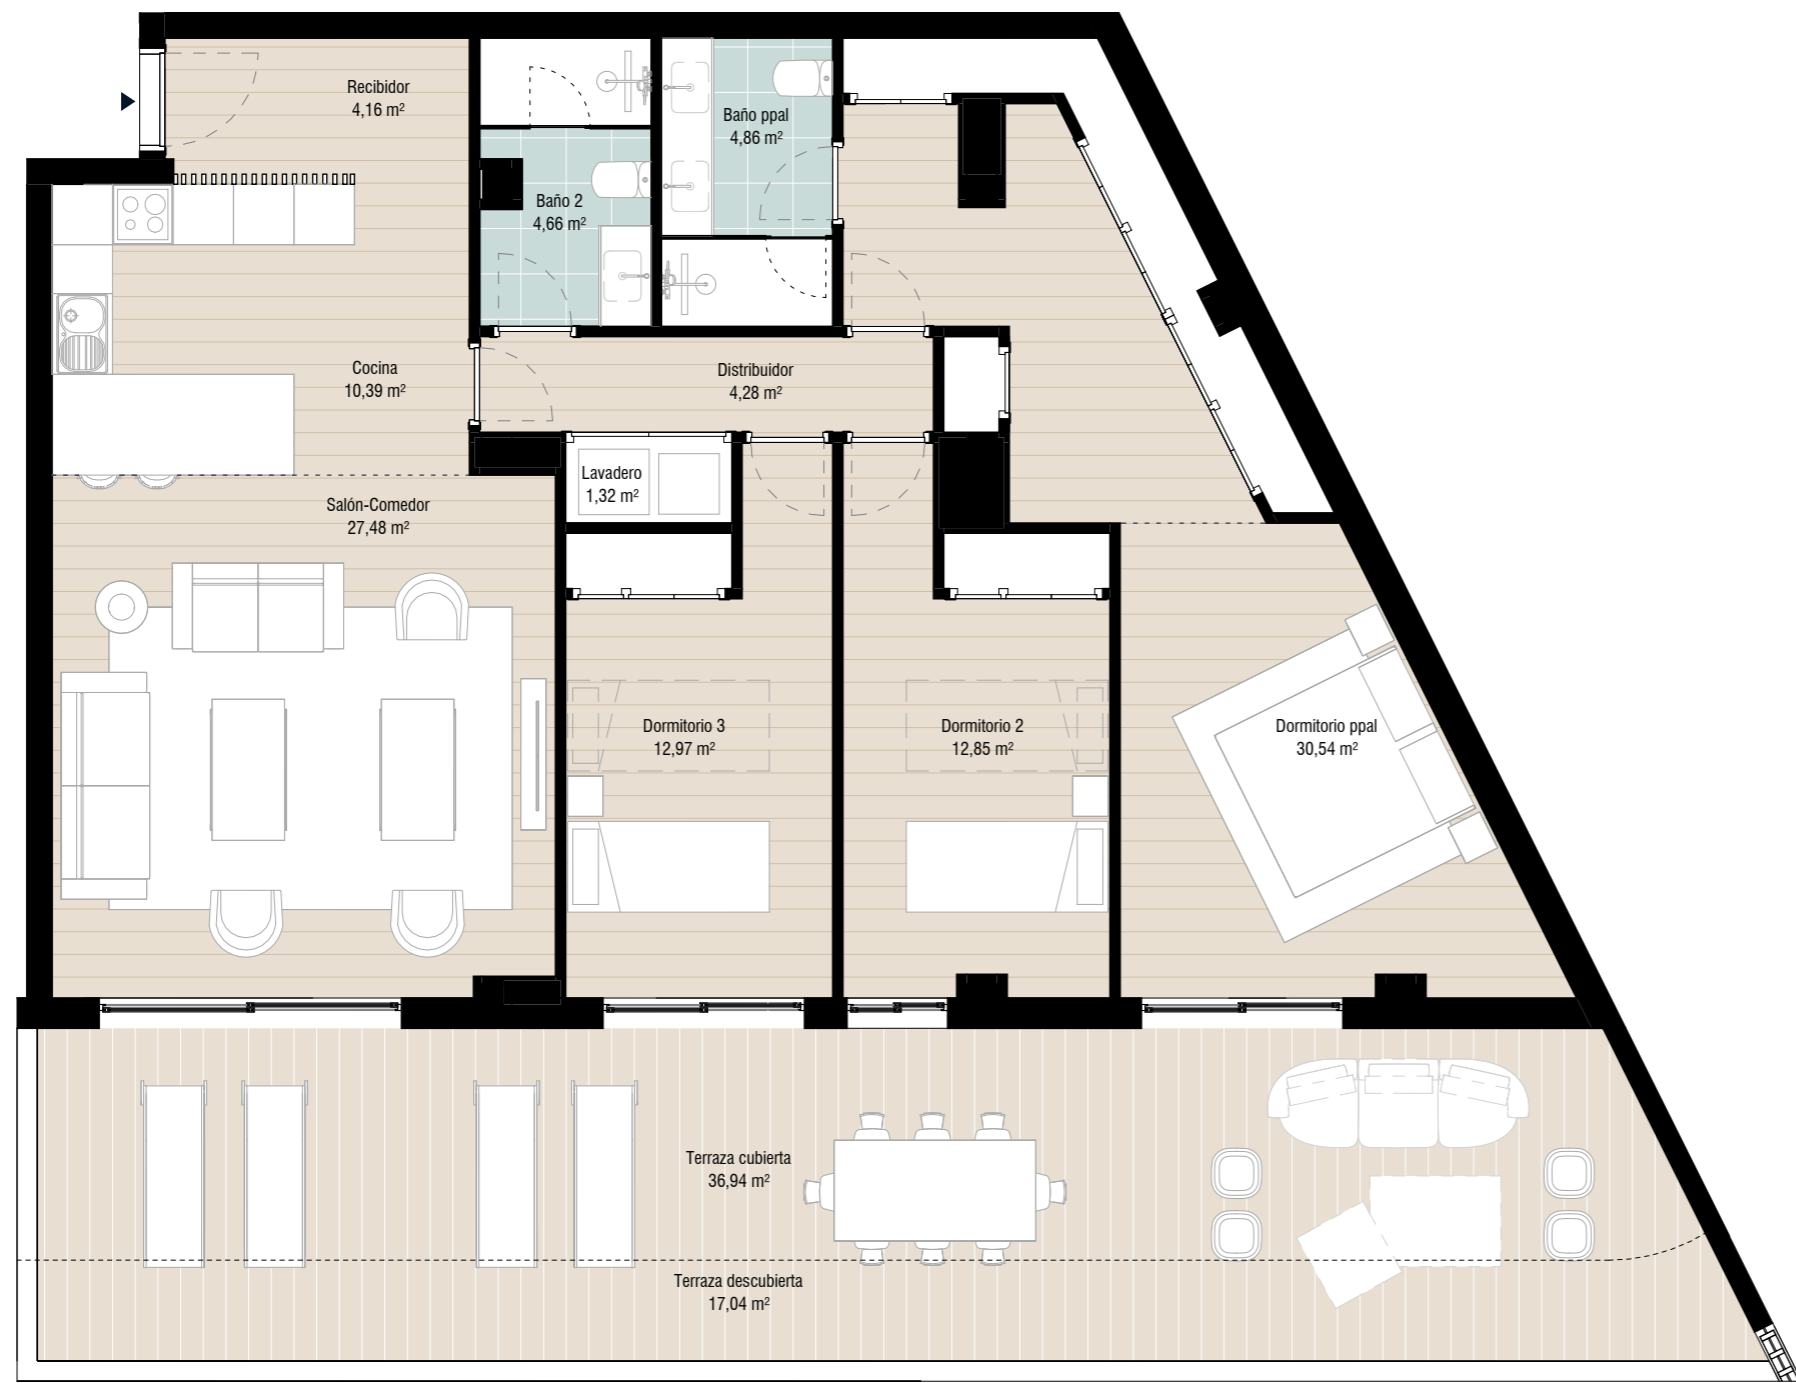 Recibidor
4,16 m²
Baño ppal
4,86 m²
Baño 2
4,66 m²
Cocina
10,39 m²
Distribuidor
4,28 m²
Lavadero
1,32 m²
Salón-Comedor
27,48 m²
Dormitorio 3
12,97 m²
Dormitorio 2
12,85 m²
Dormitorio ppal
30,54 m²
Terraza cubierta
36,94 m²
Terraza descubierta
17,04 m²